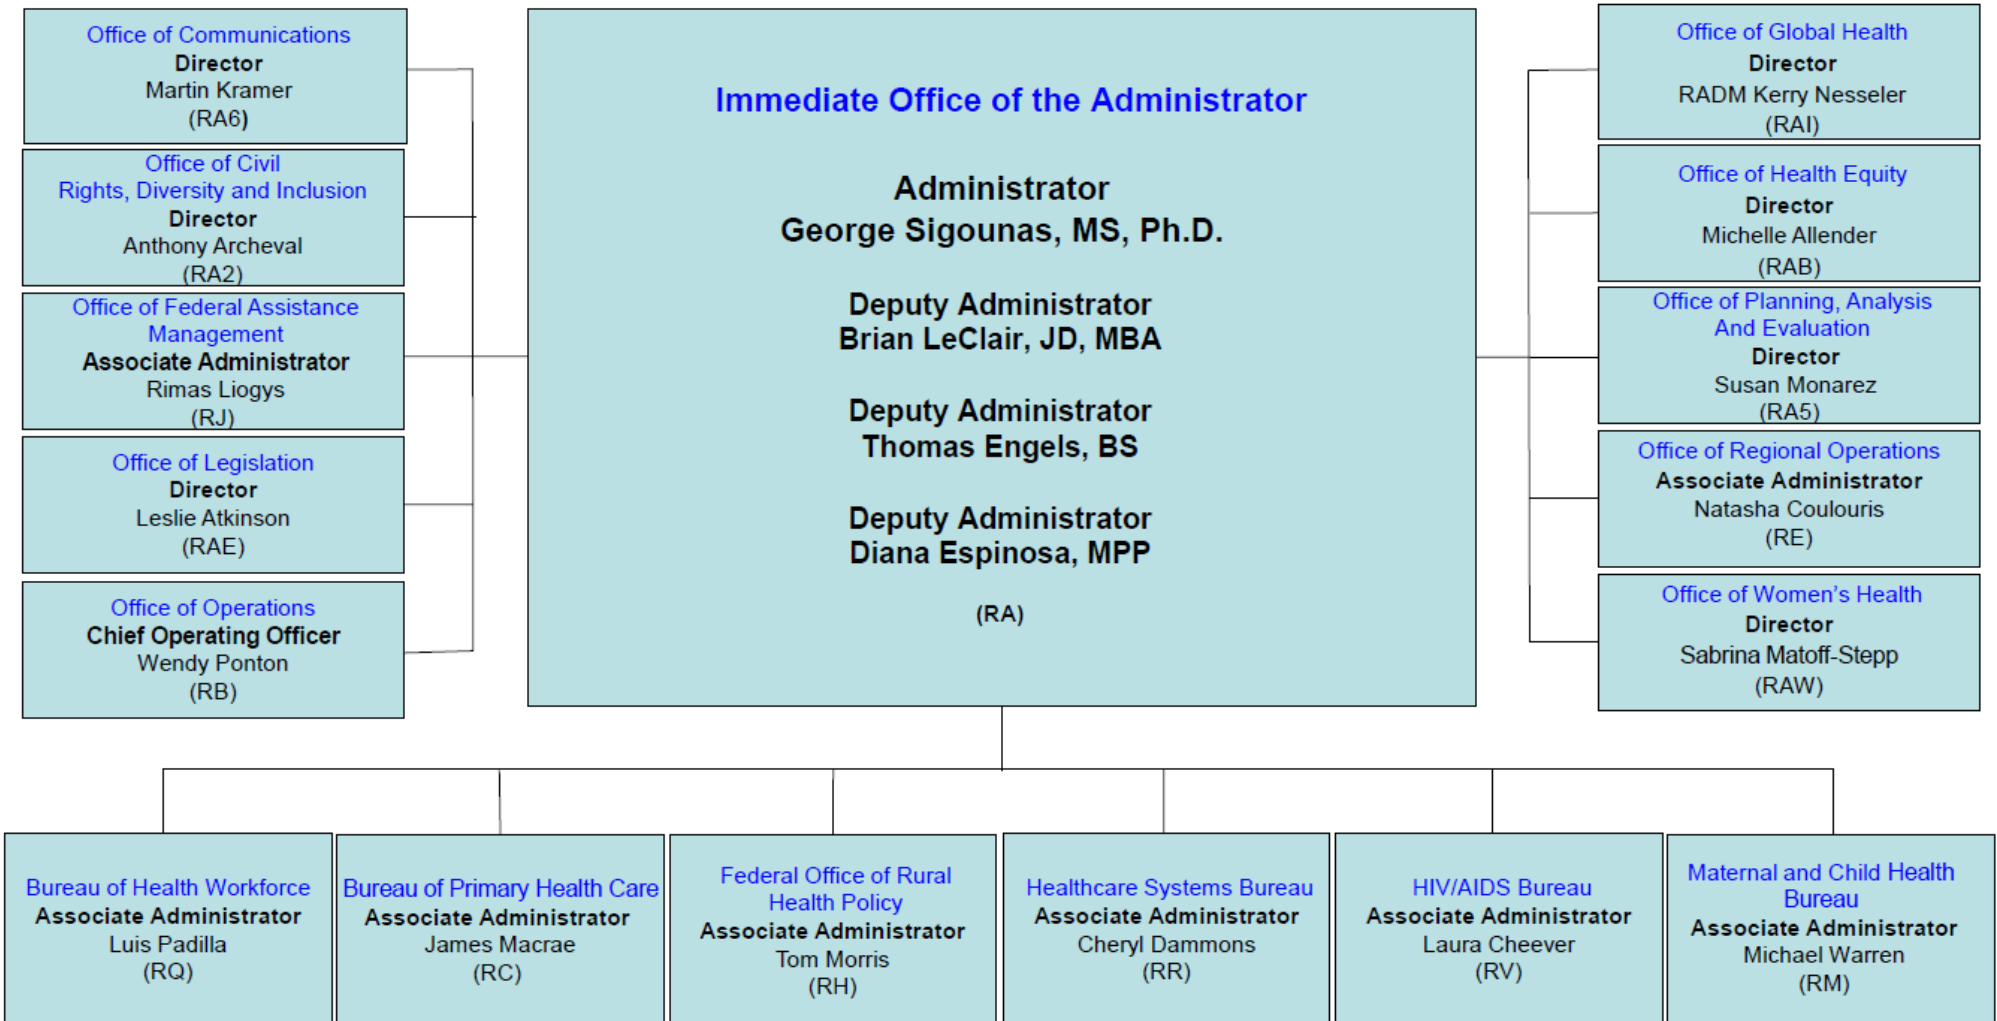 Office of Communications
Director
Martin Kramer
(RA6)
Office of Civil
Rights, Diversity and Inclusion
Director
Anthony Archeval
(RA2)
Office of Federal Assistance
Management
Associate Administrator
Rimas Liogys
(RJ)
Office of Legislation
Director
Leslie Atkinson
(RAE)
Office of Operations
Chief Operating Officer
Wendy Ponton
(RB)
Immediate Office of the Administrator
Administrator
George Sigounas, MS, Ph.D.
Deputy Administrator
Brian LeClair, JD, MBA
Deputy Administrator
Thomas Engels, BS
Deputy Administrator
Diana Espinosa, MPP
(RA)
Office of Global Health
Director
RADM Kerry Nesseler
(RAI)
Office of Health Equity
Director
Michelle Allender
(RAB)
Office of Planning, Analysis
And Evaluation
Director
Susan Monarez
(RA5)
Office of Regional Operations
Associate Administrator
Natasha Coulouris
(RE)
Office of Women’s Health
Director
Sabrina Matoff-Stepp
(RAW)
Bureau of Health Workforce
Associate Administrator
Luis Padilla
(RQ)
Bureau of Primary Health Care
Associate Administrator
James Macrae
(RC)
Federal Office of Rural
Health Policy
Associate Administrator
Tom Morris
(RH)
Healthcare Systems Bureau
Associate Administrator
Cheryl Dammons
(RR)
HIV/AIDS Bureau
Associate Administrator
Laura Cheever
(RV)
Maternal and Child Health
Bureau
Associate Administrator
Michael Warren
(RM)